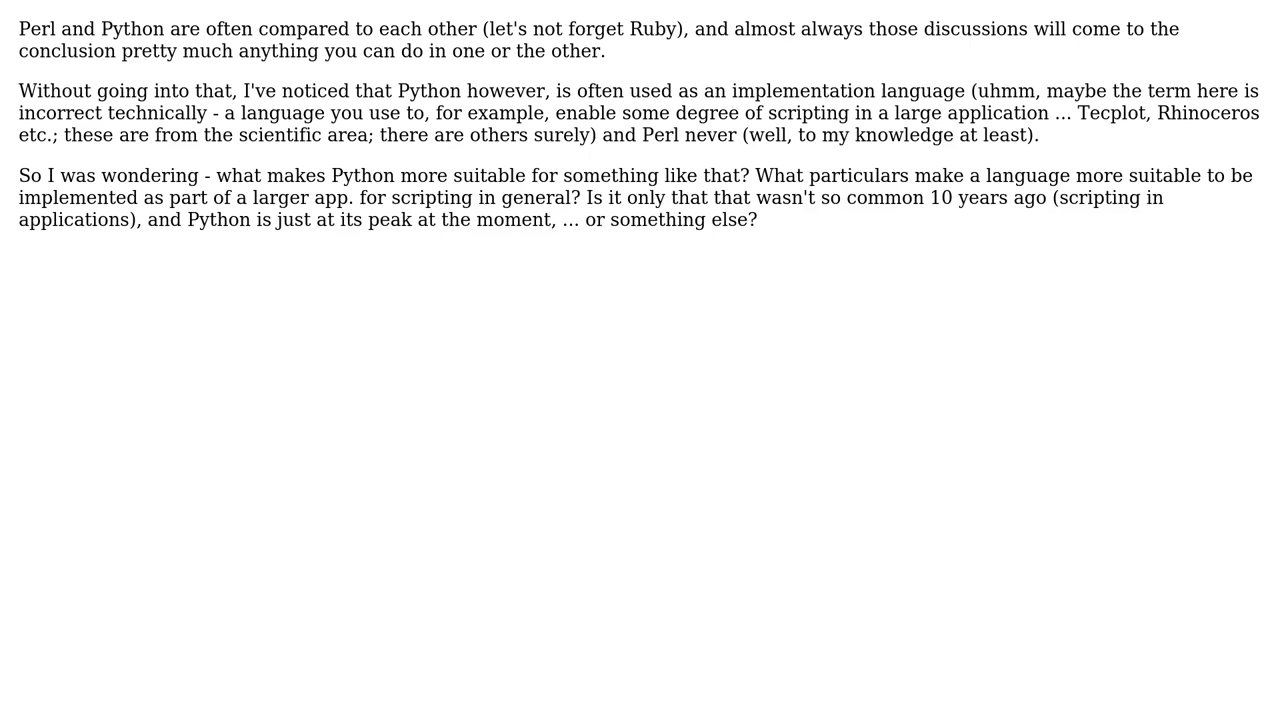 Perl and Python are often compared to each other (let's not forget Ruby), and almost always those discussions will come to the
conclusion pretty much anything you can do in one or the other.
Without going into that, I've noticed that Python however, is often used as an implementation language (uhmm, maybe the term here is
incorrect technically - a language you use to, for example, enable some degree of scripting in a large application ... Tecplot, Rhinoceros
etc.; these are from the scientific area; there are others surely) and Perl never (well, to my knowledge at least).
So I was wondering - what makes Python more suitable for something like that? What particulars make a language more suitable to be
implemented as part of a larger app. for scripting in general? Is it only that that wasn't so common 10 years ago (scripting in
applications), and Python is just at its peak at the moment, ... or something else?